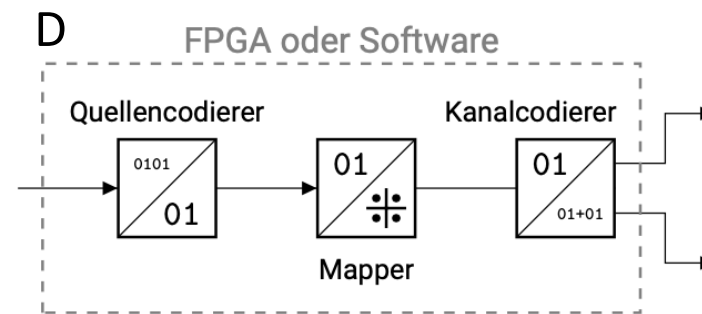 D
FPGA oder Software
Quellencodierer
Kanalcodierer
0101
01
01
01
01+01
Mapper